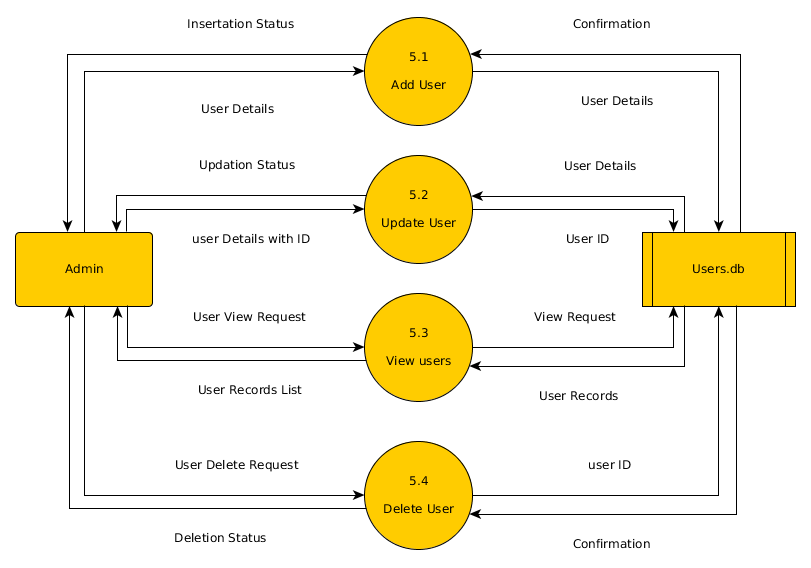 Insertation Status
Confirmation
5.1
Add User
User Details
User Details
Updation Status
User Details
5.2
Update User
user Details with ID
User ID
Admin
Users.db
User View Request
View Request
5.3
View users
User Records List
User Records
User Delete Request
user ID
5.4
Delete User
Deletion Status
Confirmation